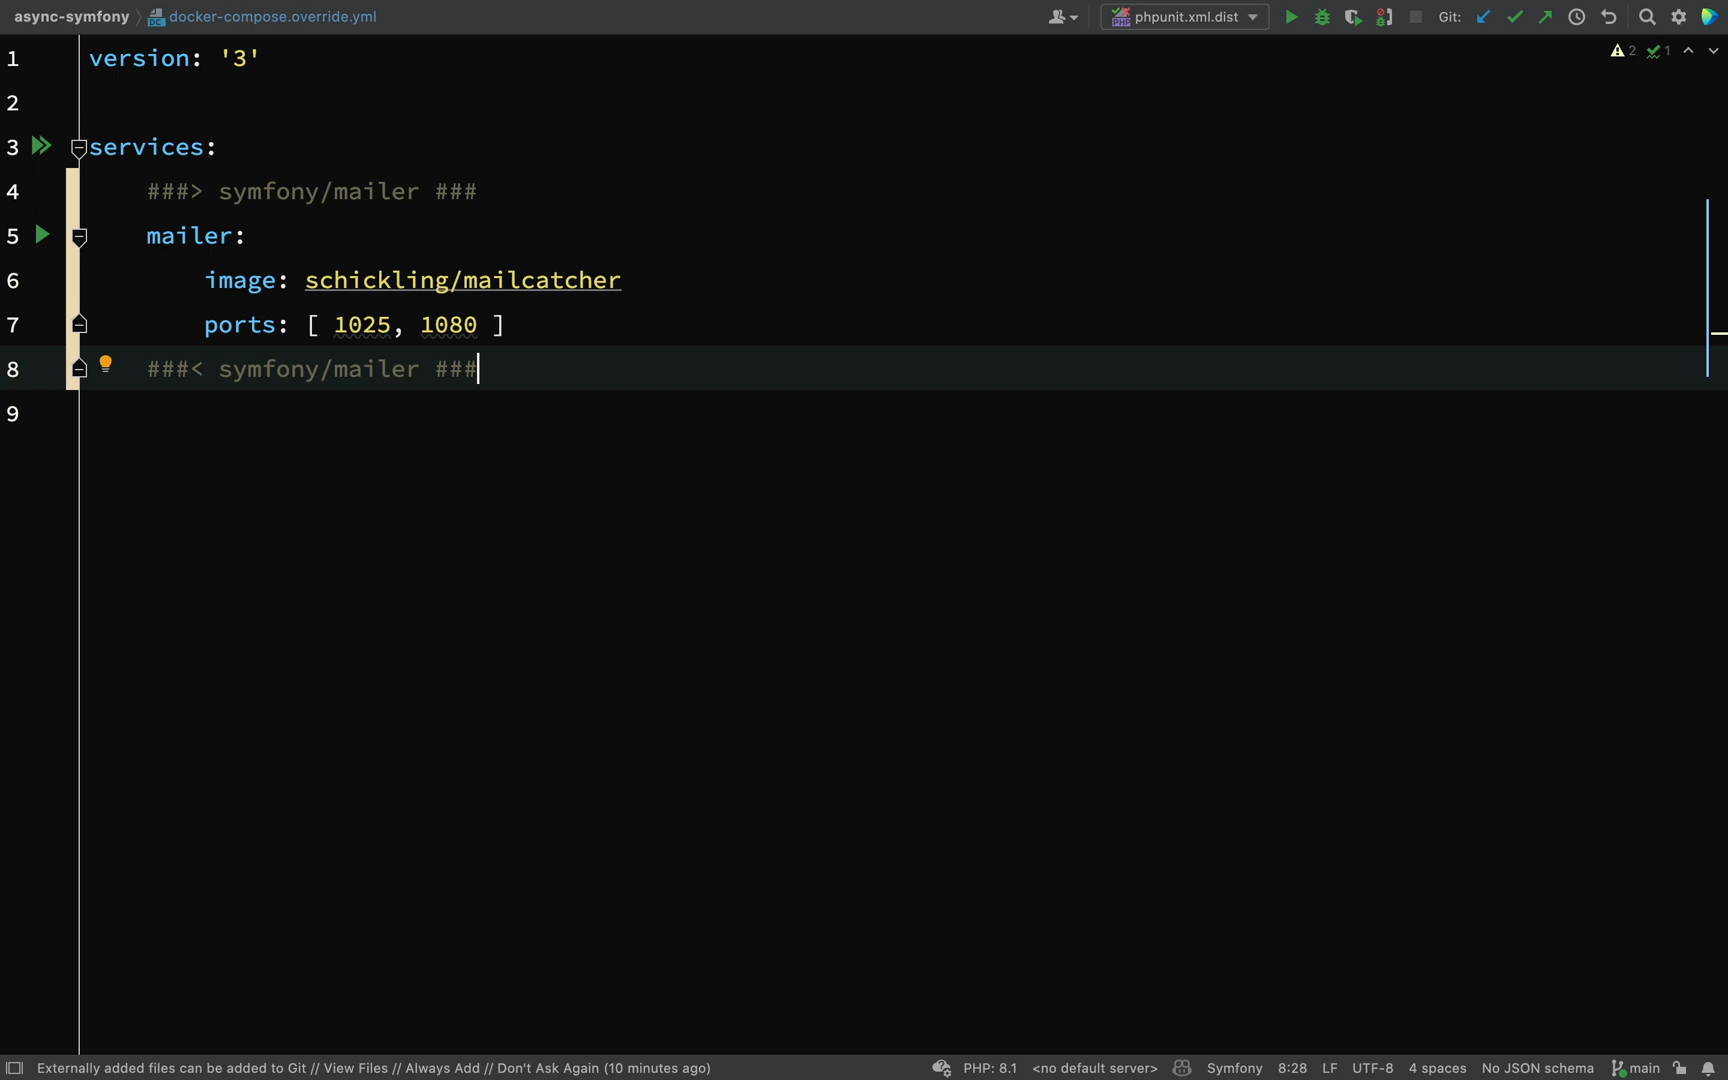 async-symfony docker-compose.override.yml phpunit.xml.dist Git:
2 1
1 version: '3'
2
3 services:
4 ###> symfony/mailer ###
5 mailer:
6 image: schickling/mailcatcher
7 ports: [ 1025, 1080 ]
8 ###< symfony/mailer ###
9
Externally added files can be added to Git // View Files // Always Add // Don't Ask Again (10 minutes ago) PHP: 8.1 <no default server> Symfony 8:28 LF UTF-8 4 spaces No JSON schema main